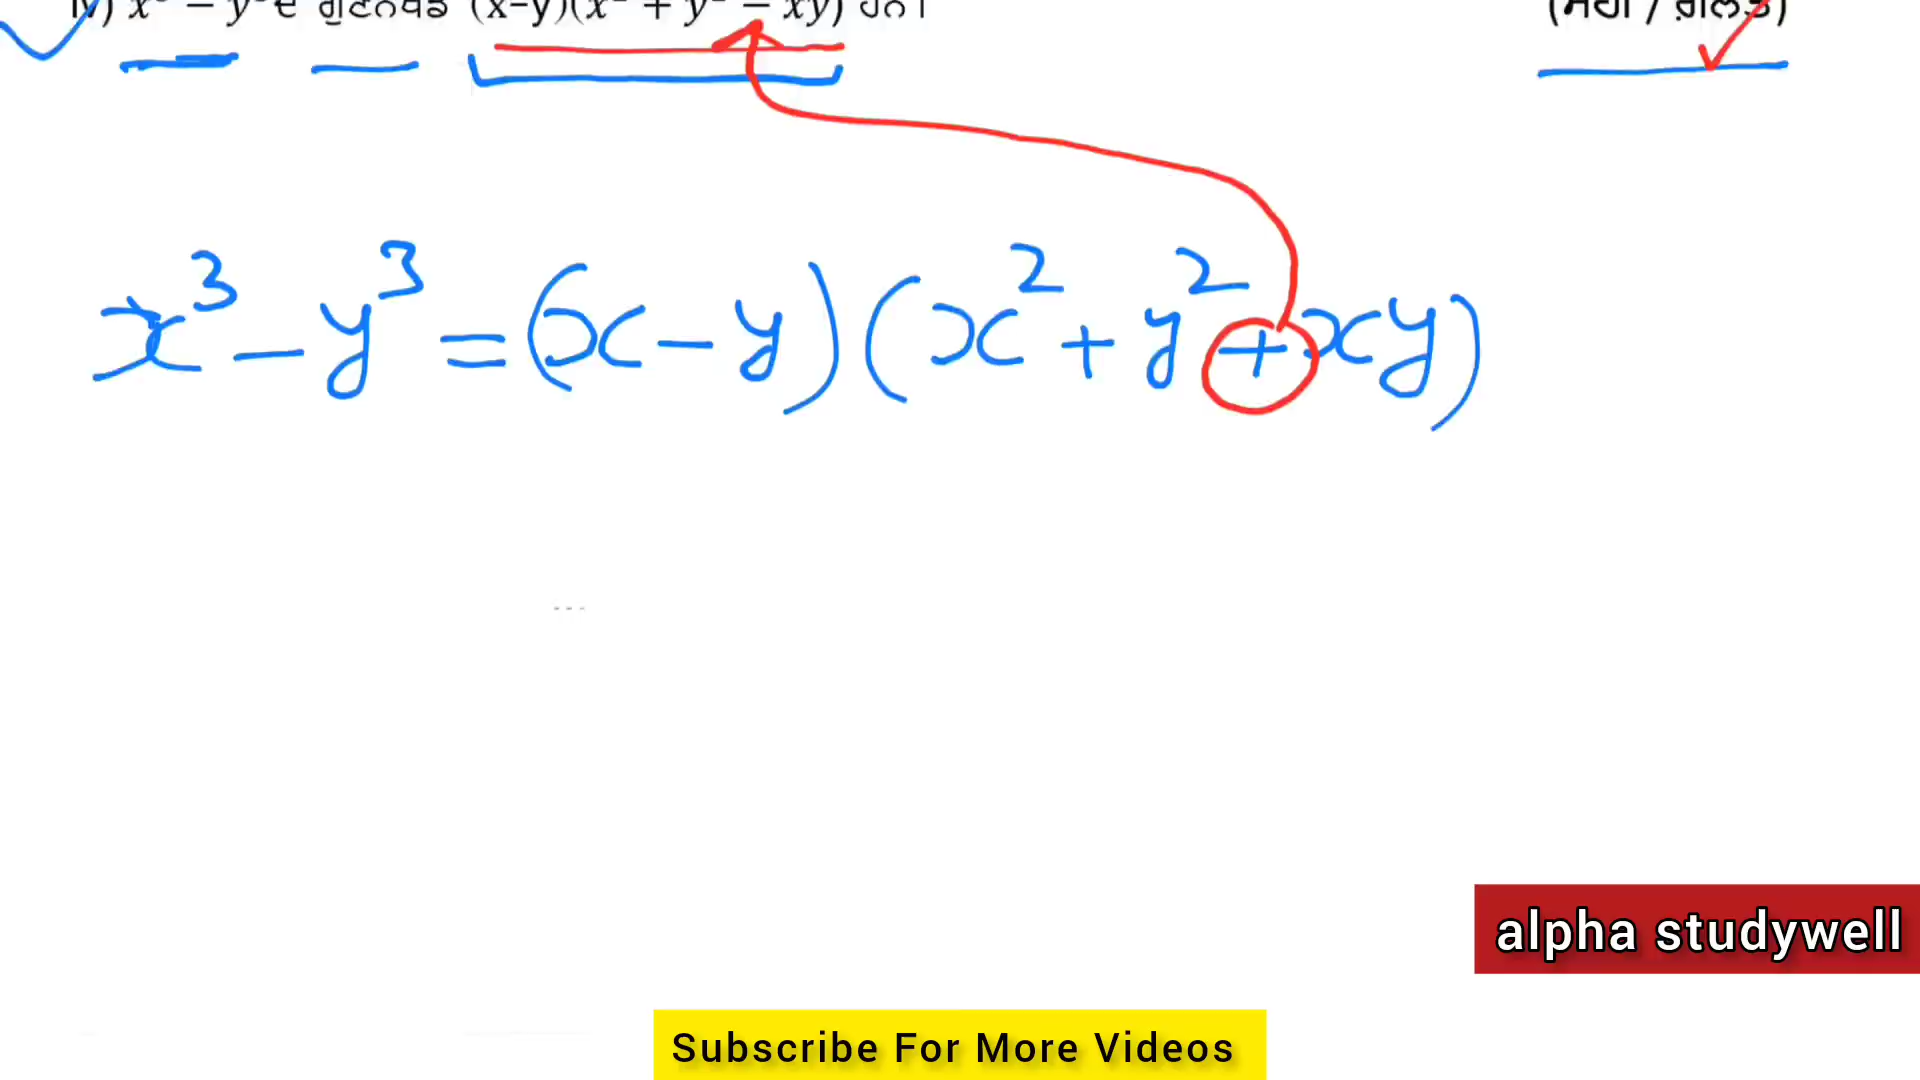 iv) x³ − y³ ਦੇ ਗੁਣਨਖੰਡ (x-y)(x² + y² − xy) ਹਨ। (ਸਹੀ / ਗ਼ਲਤ)
x³ − y³ = (x − y) (x² + y² + xy)
alpha studywell
Subscribe For More Videos